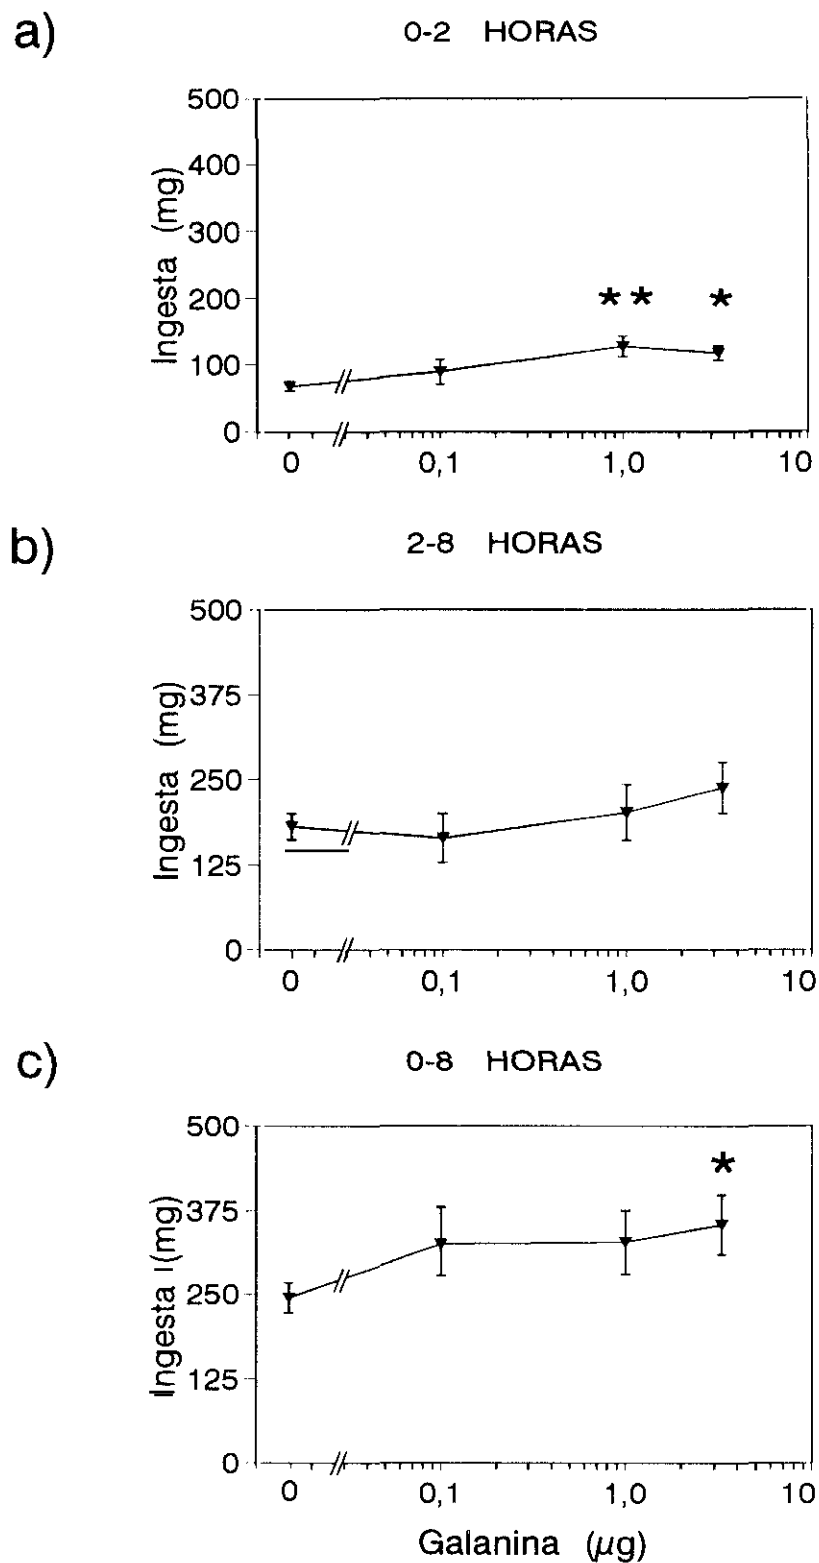 a)
0-2 HORAS
500
400
300
200
100
0
Ingesta (mg)
★★ ★
0 0,1 1,0 10
b)
2-8 HORAS
500
375
250
125
0
Ingesta (mg)
0 0,1 1,0 10
c)
0-8 HORAS
500
375
250
125
0
Ingesta (mg)
★
0 0,1 1,0 10
Galanina (µg)